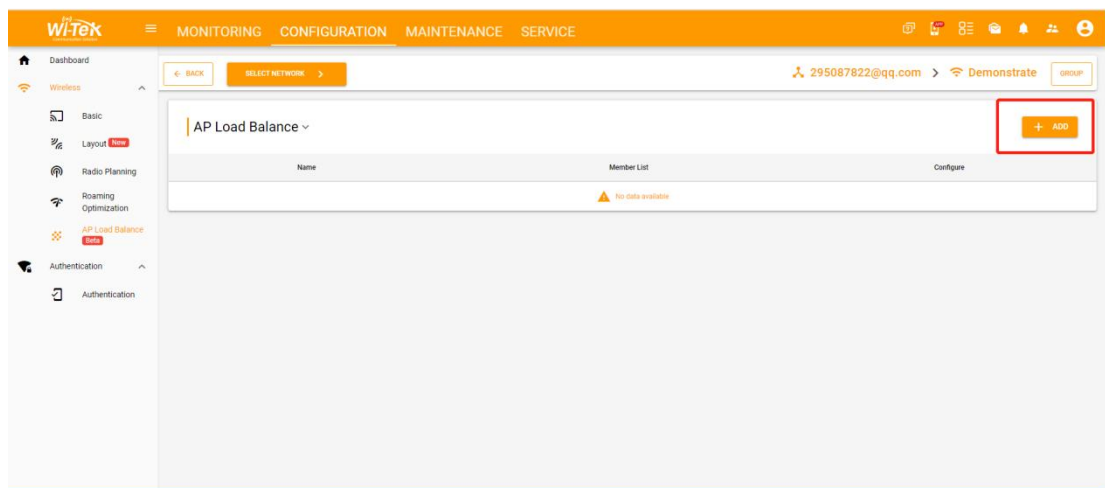 Wi-Tek
MONITORING CONFIGURATION MAINTENANCE SERVICE
Dashboard
Wireless
Basic
Layout New
Radio Planning
Roaming
Optimization
AP Load Balance
Beta
Authentication
Authentication
← BACK SELECT NETWORK > 295087822@qq.com > Demonstrate GROUP
AP Load Balance
+ ADD
Name Member List Configure
No data available